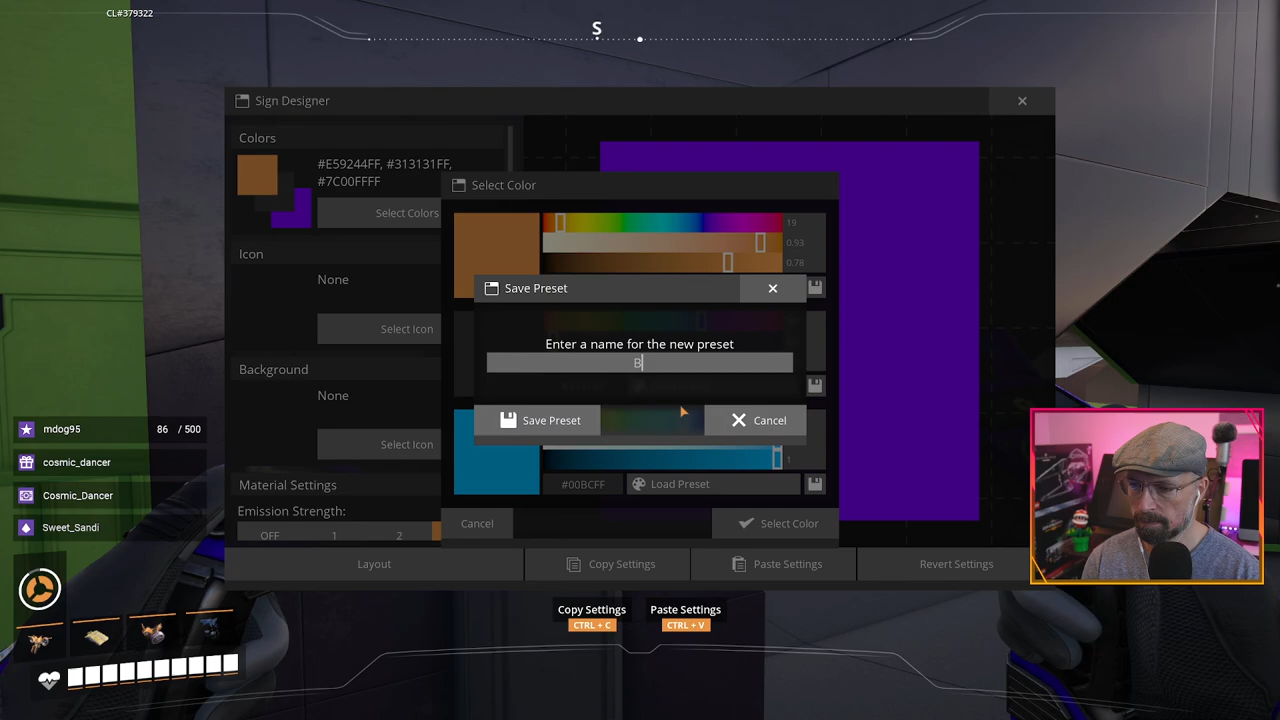 CL#379322
S
Sign Designer
Colors
#E59244FF, #313131FF,
#7C00FFFF
Select Colors
Select Color
19
0.93
0.78
Icon
None
Select Icon
Save Preset
Enter a name for the new preset
B
Save Preset
Cancel
Background
None
Select Icon
1
#00BCFF
Load Preset
Material Settings
Emission Strength:
OFF
1
2
Cancel
Select Color
Layout
Copy Settings
Paste Settings
Revert Settings
mdog95
86 / 500
cosmic_dancer
Cosmic_Dancer
Sweet_Sandi
Copy Settings
CTRL + C
Paste Settings
CTRL + V